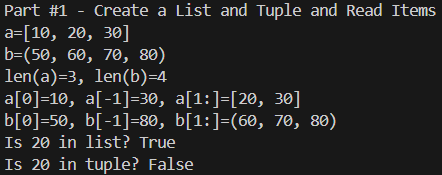 Part #1 - Create a List and Tuple and Read Items
a=[10, 20, 30]
b=(50, 60, 70, 80)
len(a)=3, len(b)=4
a[0]=10, a[-1]=30, a[1:]=[20, 30]
b[0]=50, b[-1]=80, b[1:]=(60, 70, 80)
Is 20 in list? True
Is 20 in tuple? False